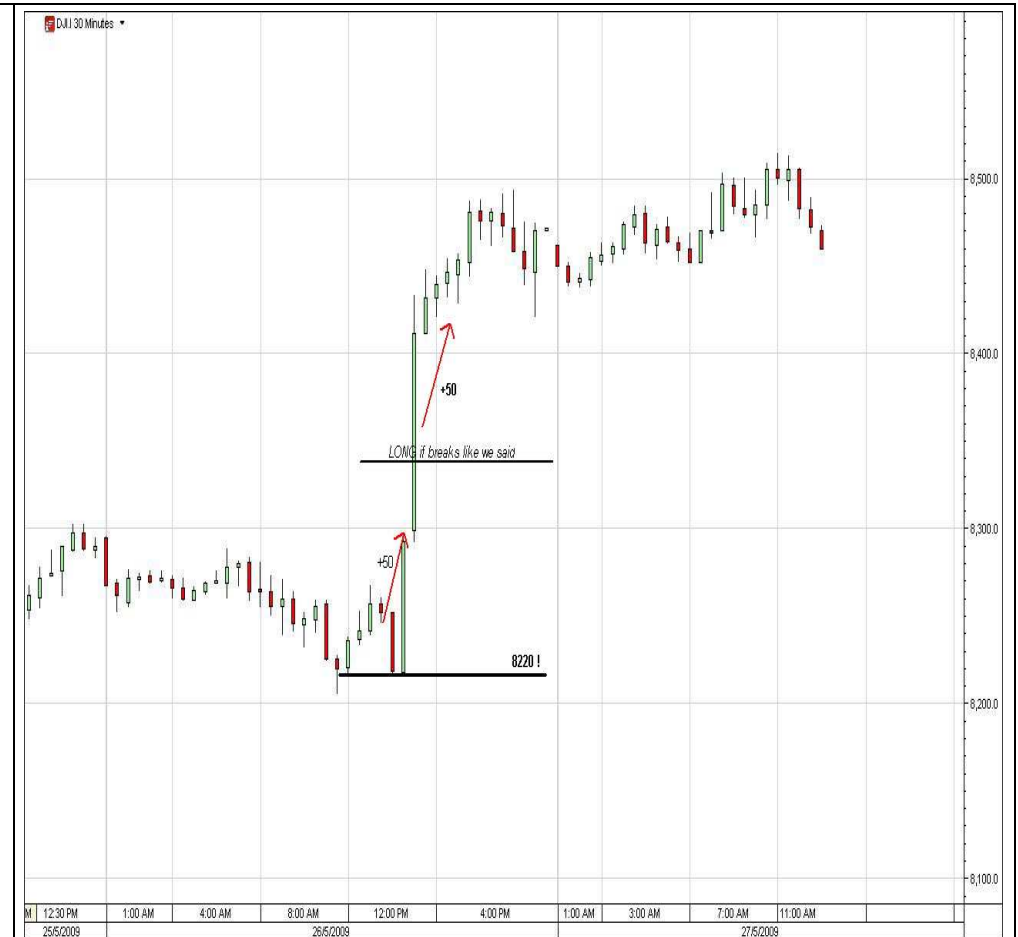 DJI.I 30 Minutes
8,500.0
8,400.0
+50
LONG if breaks like we said
8,300.0
+50
8220 !
8,200.0
8,100.0
M 12:30 PM 1:00 AM 4:00 AM 8:00 AM 12:00 PM 4:00 PM 1:00 AM 3:00 AM 7:00 AM 11:00 AM
25/5/2009 26/5/2009 27/5/2009